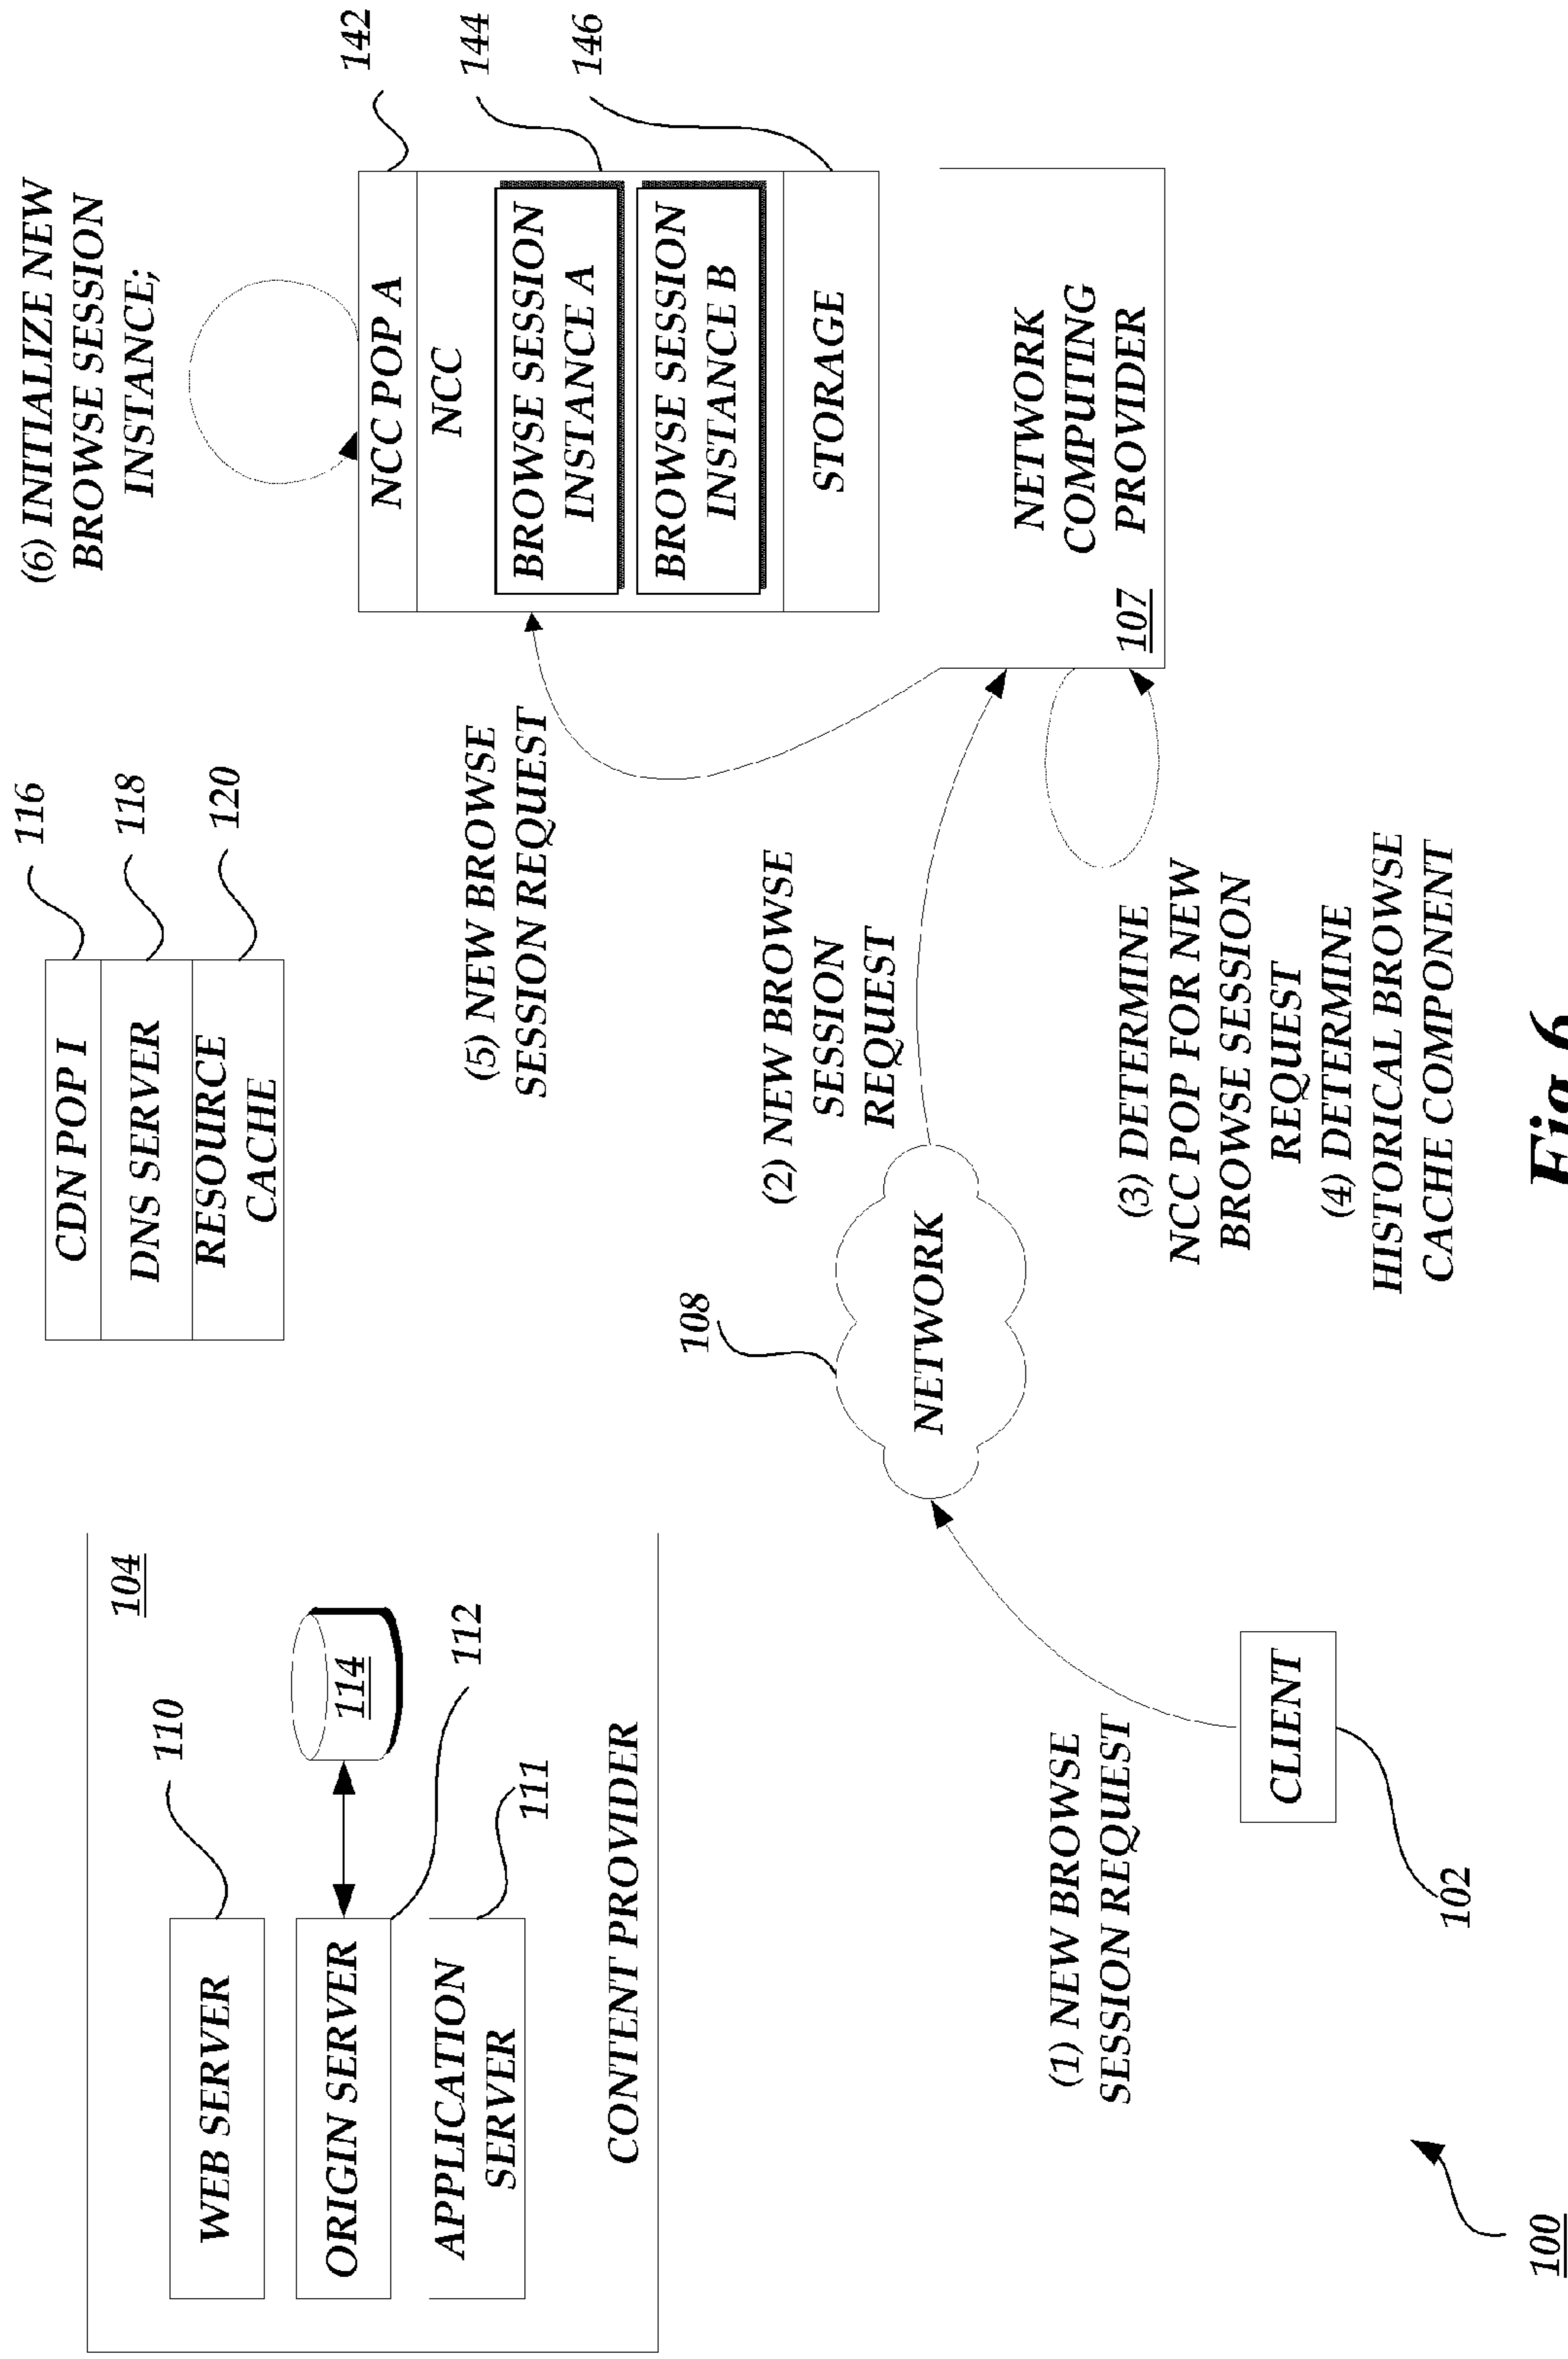 104
110
WEB SERVER
114
ORIGIN SERVER
112
APPLICATION
SERVER
111
CONTENT PROVIDER
116
CDN POP I
118
DNS SERVER
120
RESOURCE
CACHE
(6) INITIALIZE NEW
BROWSE SESSION
INSTANCE;
142
NCC POP A
NCC
144
BROWSE SESSION
INSTANCE A
146
BROWSE SESSION
INSTANCE B
STORAGE
(5) NEW BROWSE
SESSION REQUEST
108
NETWORK
(2) NEW BROWSE
SESSION
REQUEST
NETWORK
COMPUTING
PROVIDER
107
(1) NEW BROWSE
SESSION REQUEST
CLIENT
102
(3) DETERMINE
NCC POP FOR NEW
BROWSE SESSION
REQUEST
(4) DETERMINE
HISTORICAL BROWSE
CACHE COMPONENT
100
Fig.6.